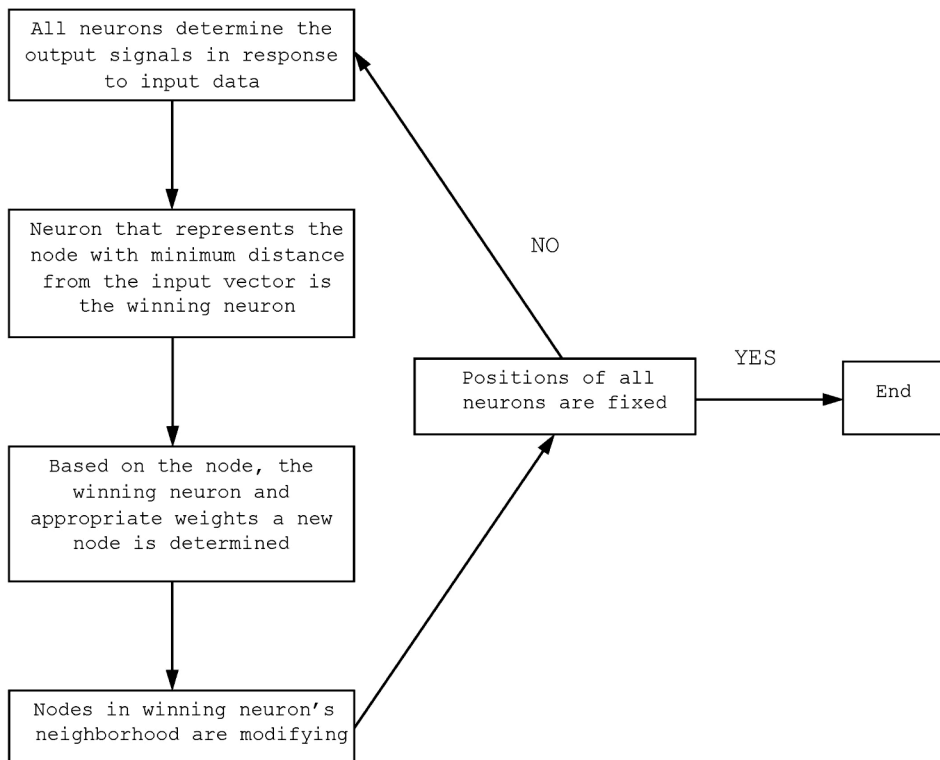 All neurons determine the
output signals in response
to input data
Neuron that represents the
node with minimum distance
from the input vector is
the winning neuron
Based on the node, the
winning neuron and
appropriate weights a new
node is determined
Nodes in winning neuron's
neighborhood are modifying
Positions of all
neurons are fixed
NO
YES
End